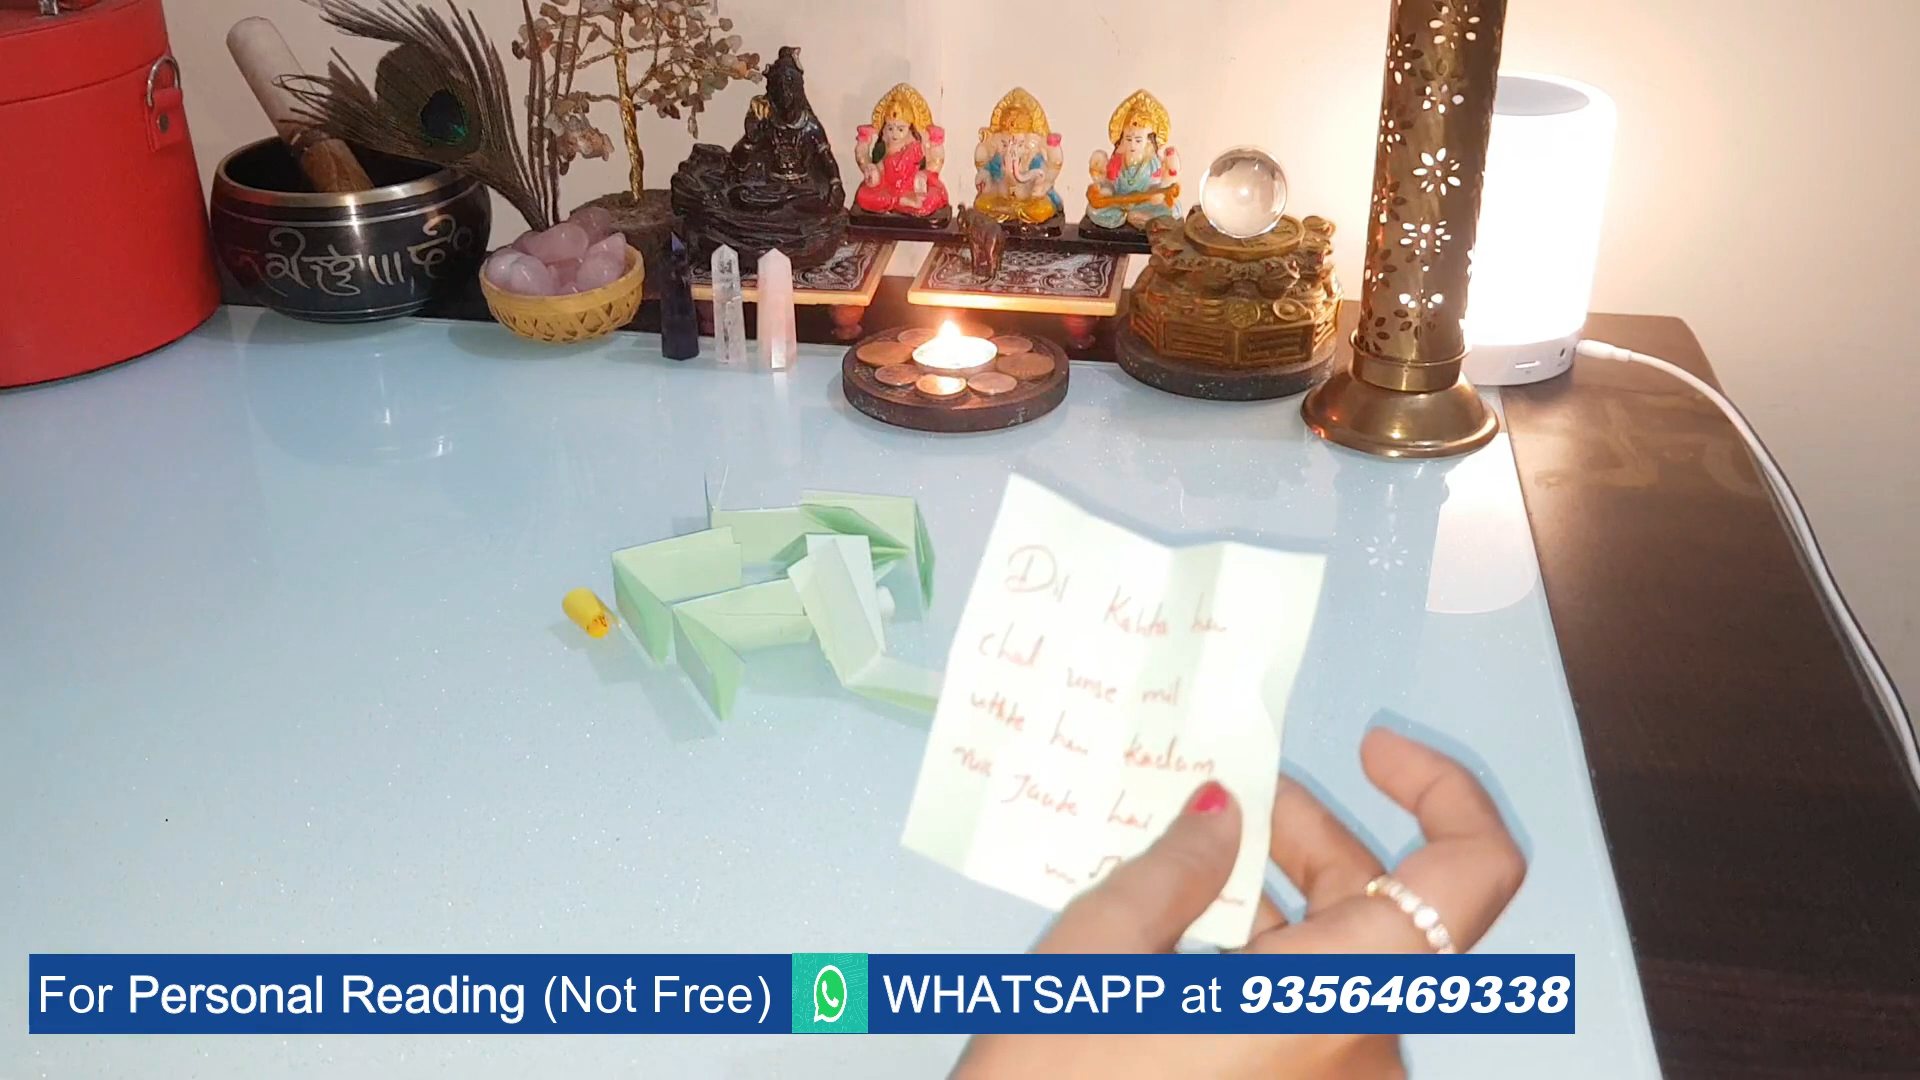 Dil Kehta hai
chal unse mil
uthte hai kadam
ruk Jaate hai
For Personal Reading (Not Free) WHATSAPP at 9356469338